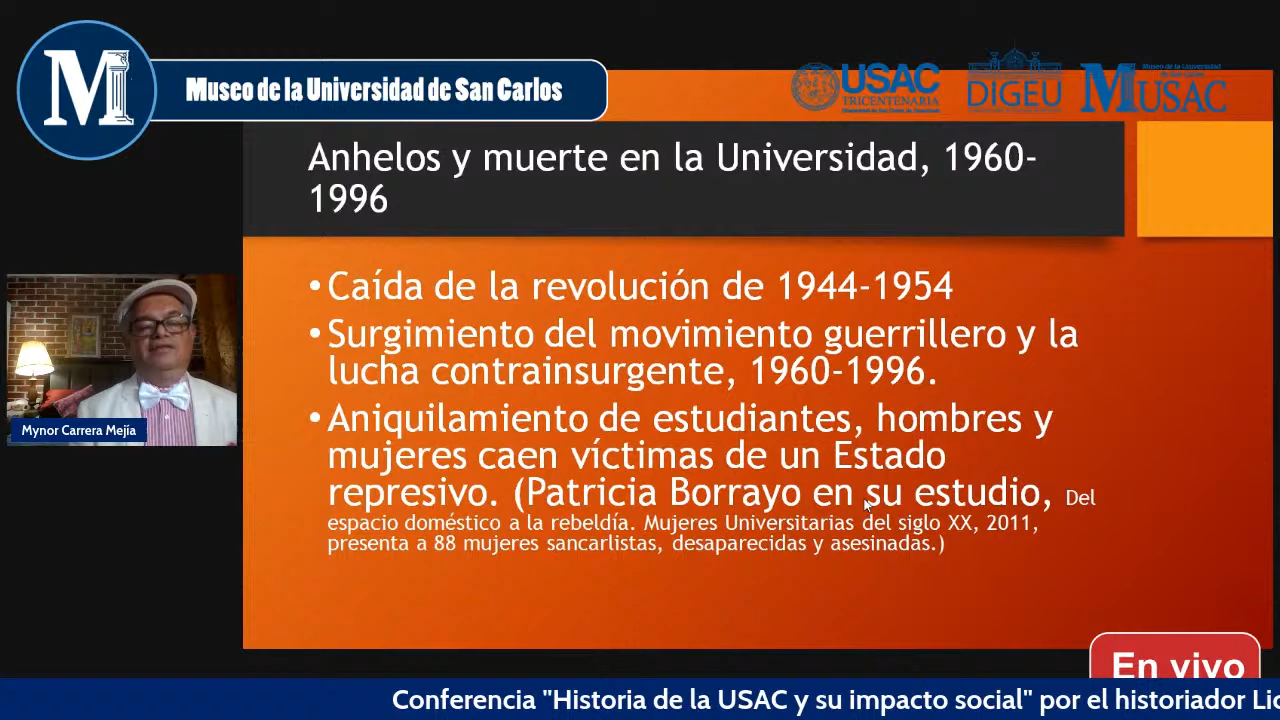 M
Museo de la Universidad de San Carlos
USAC
TRICENTENARIA
DIGEU
Museo de la Universidad
de San Carlos
MUSAC
Anhelos y muerte en la Universidad, 1960-
1996
•Caída de la revolución de 1944-1954
•Surgimiento del movimiento guerrillero y la
lucha contrainsurgente, 1960-1996.
•Aniquilamiento de estudiantes, hombres y
mujeres caen víctimas de un Estado
represivo. (Patricia Borrayo en su estudio, Del
espacio doméstico a la rebeldía. Mujeres Universitarias del siglo XX, 2011,
presenta a 88 mujeres sancarlistas, desaparecidas y asesinadas.)
Mynor Carrera Mejía
En vivo
Conferencia "Historia de la USAC y su impacto social" por el historiador Lic